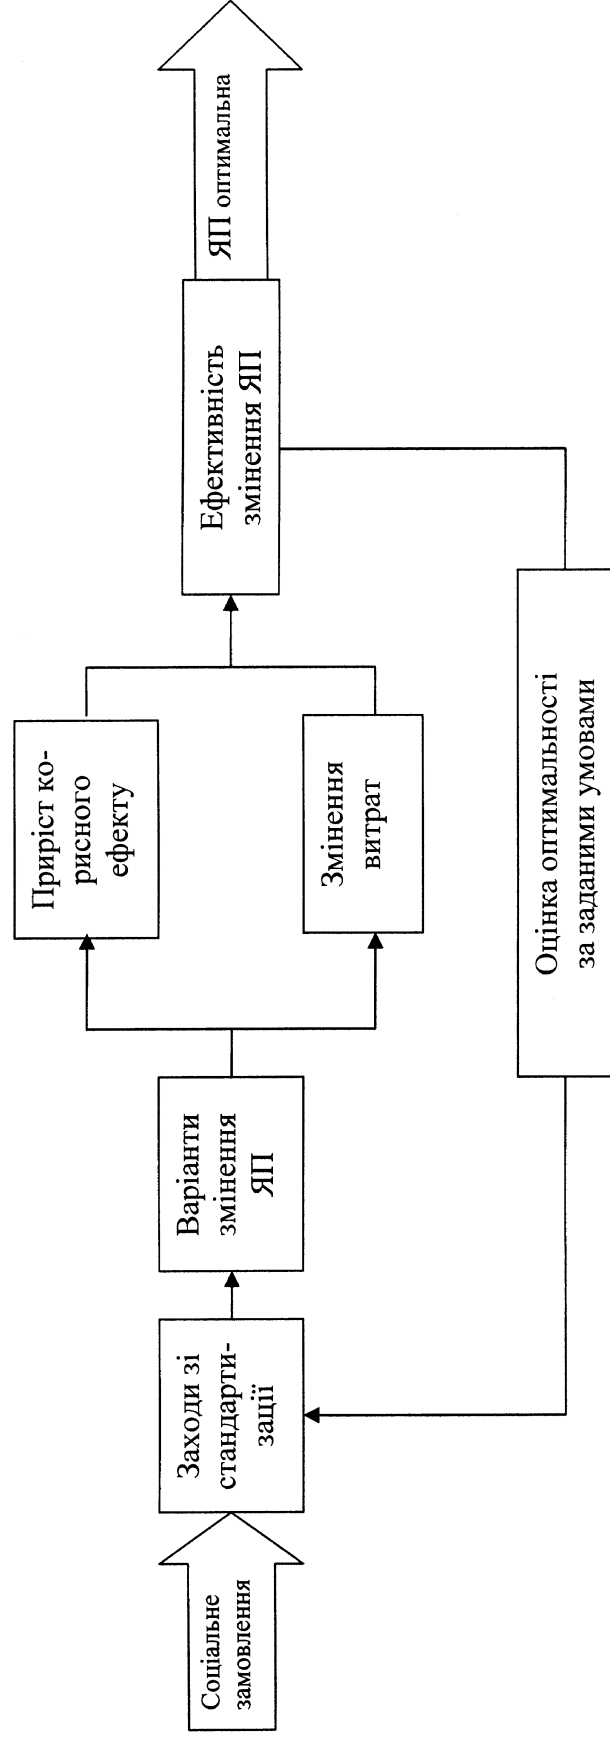 Соціальне
замовлення
Заходи зі
стандарти-
зації
Варіанти
змінення
ЯП
Приріст ко-
рисного
ефекту
Змінення
витрат
Ефективність
змінення ЯП
ЯП оптимальна
Оцінка оптимальності
за заданими умовами